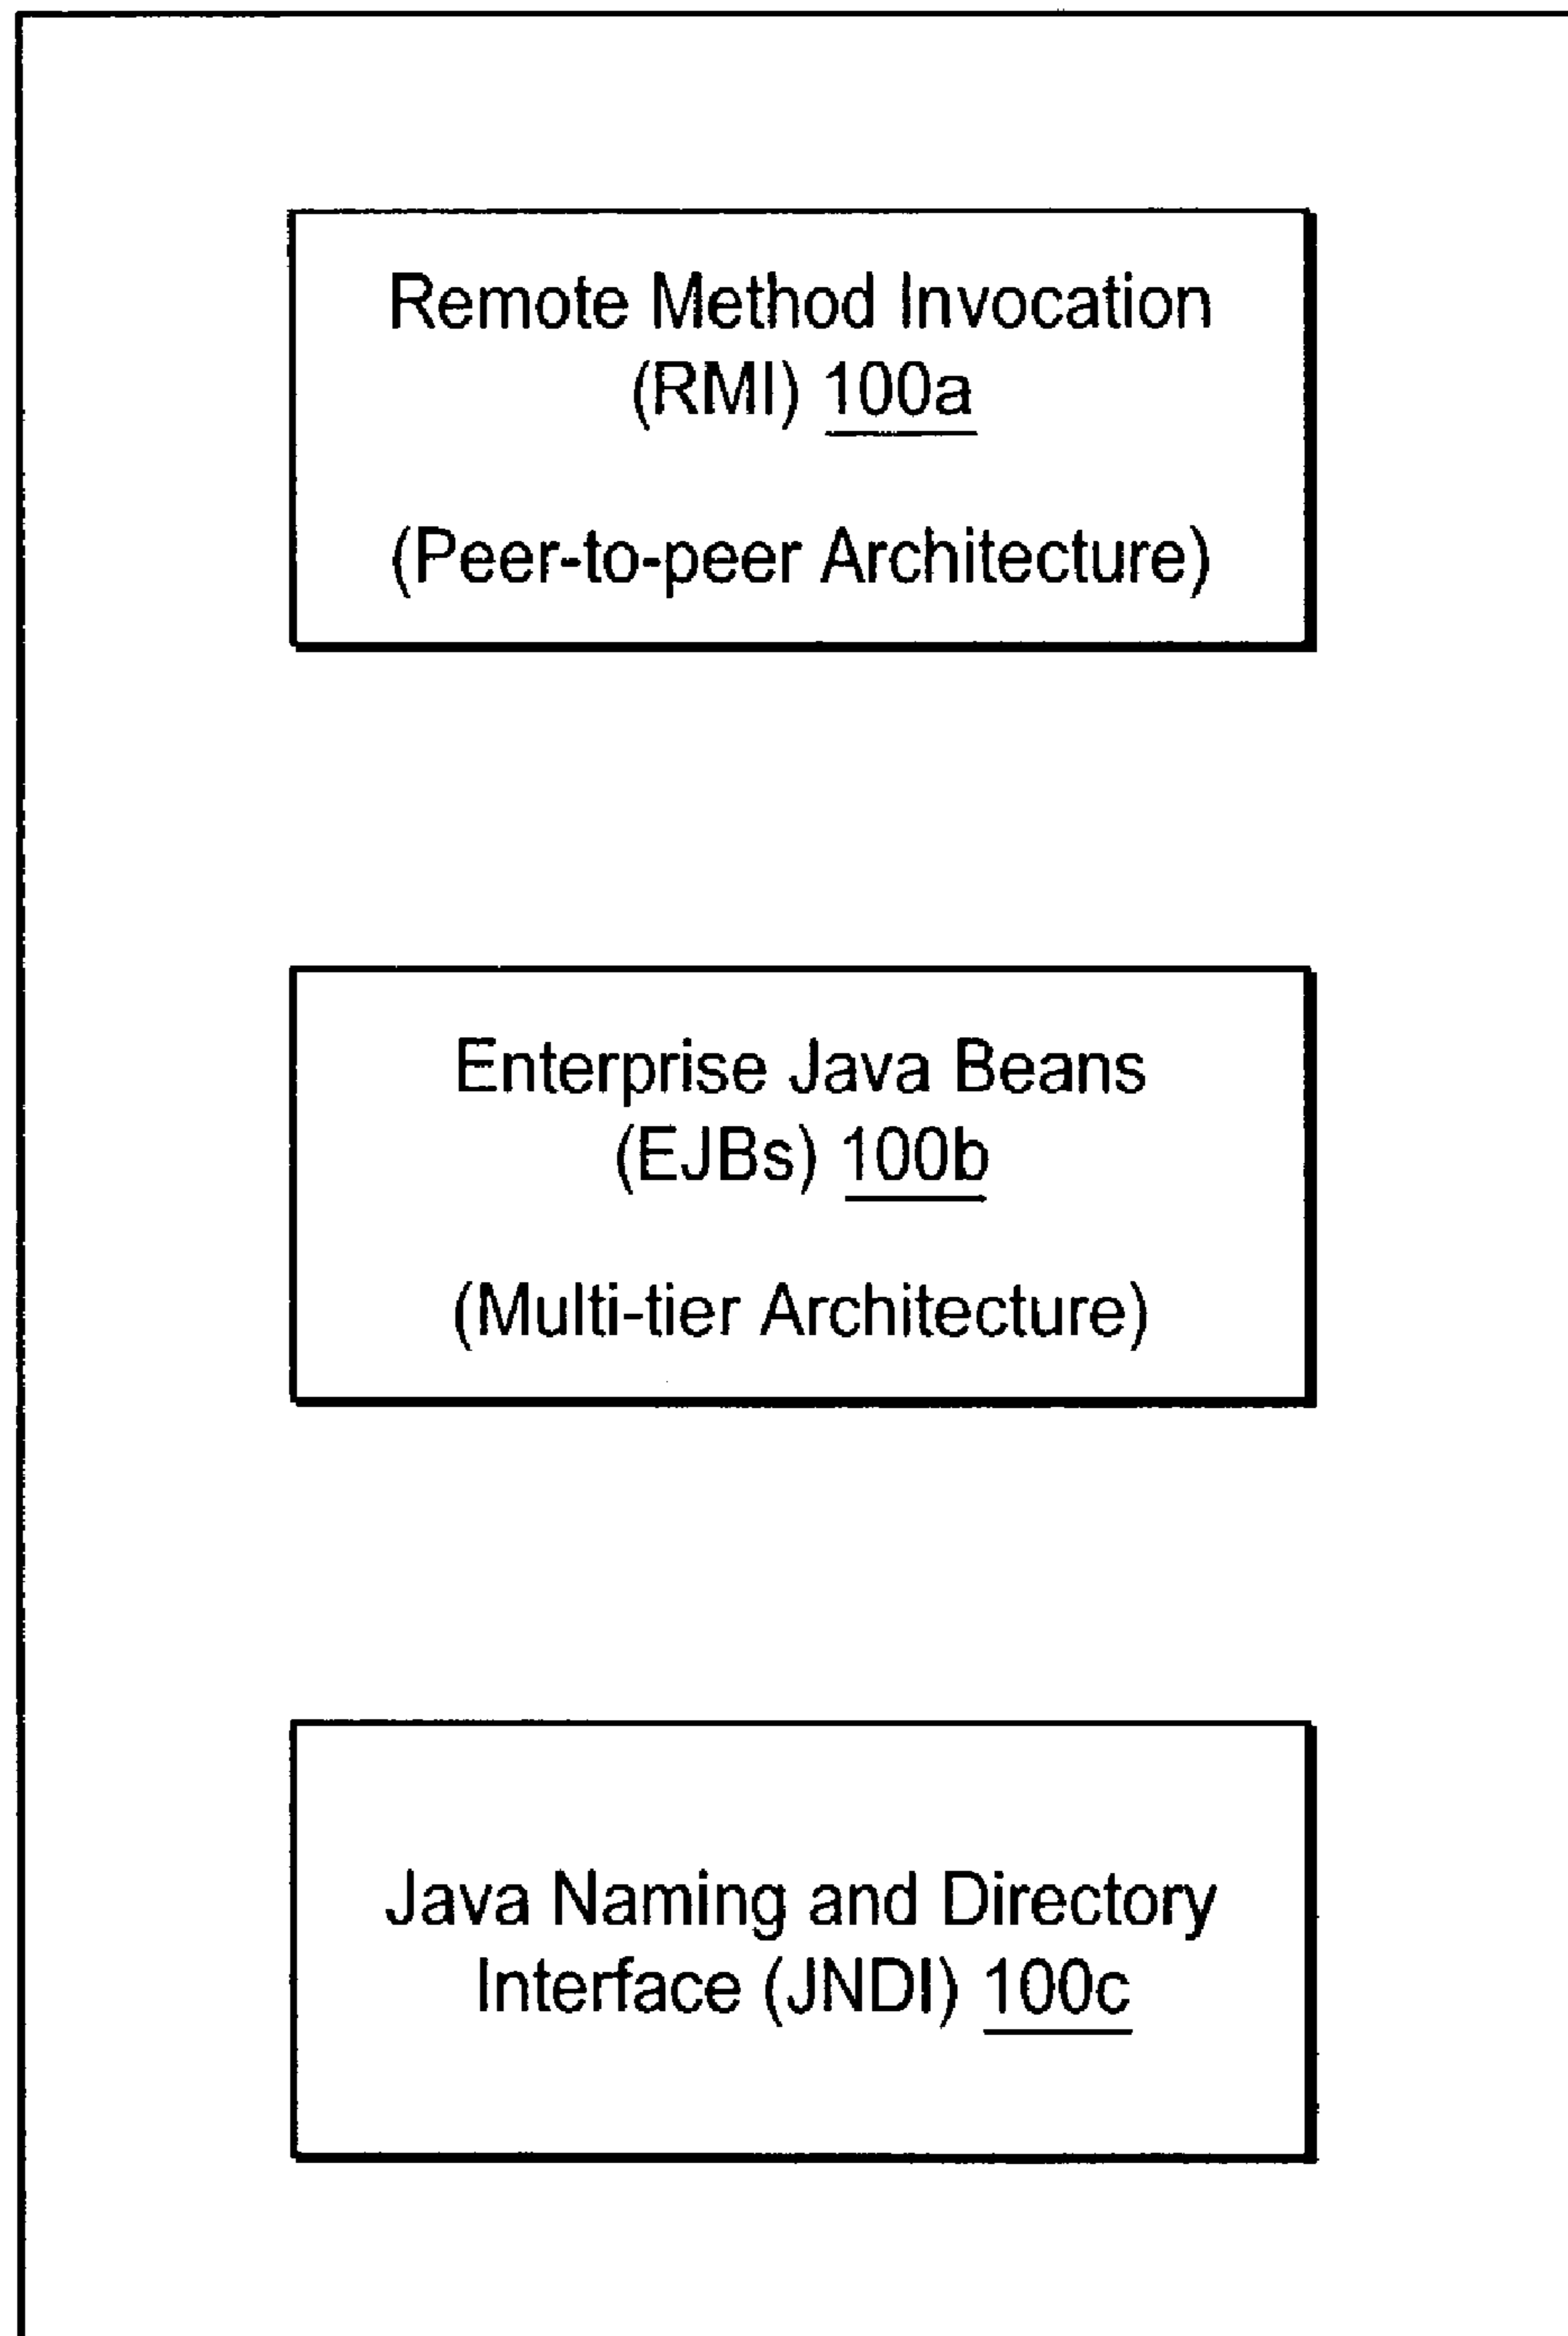 Remote Method Invocation
(RMI) 100a
(Peer-to-peer Architecture)
Enterprise Java Beans
(EJBs) 100b
(Multi-tier Architecture)
Java Naming and Directory
Interface (JNDI) 100c